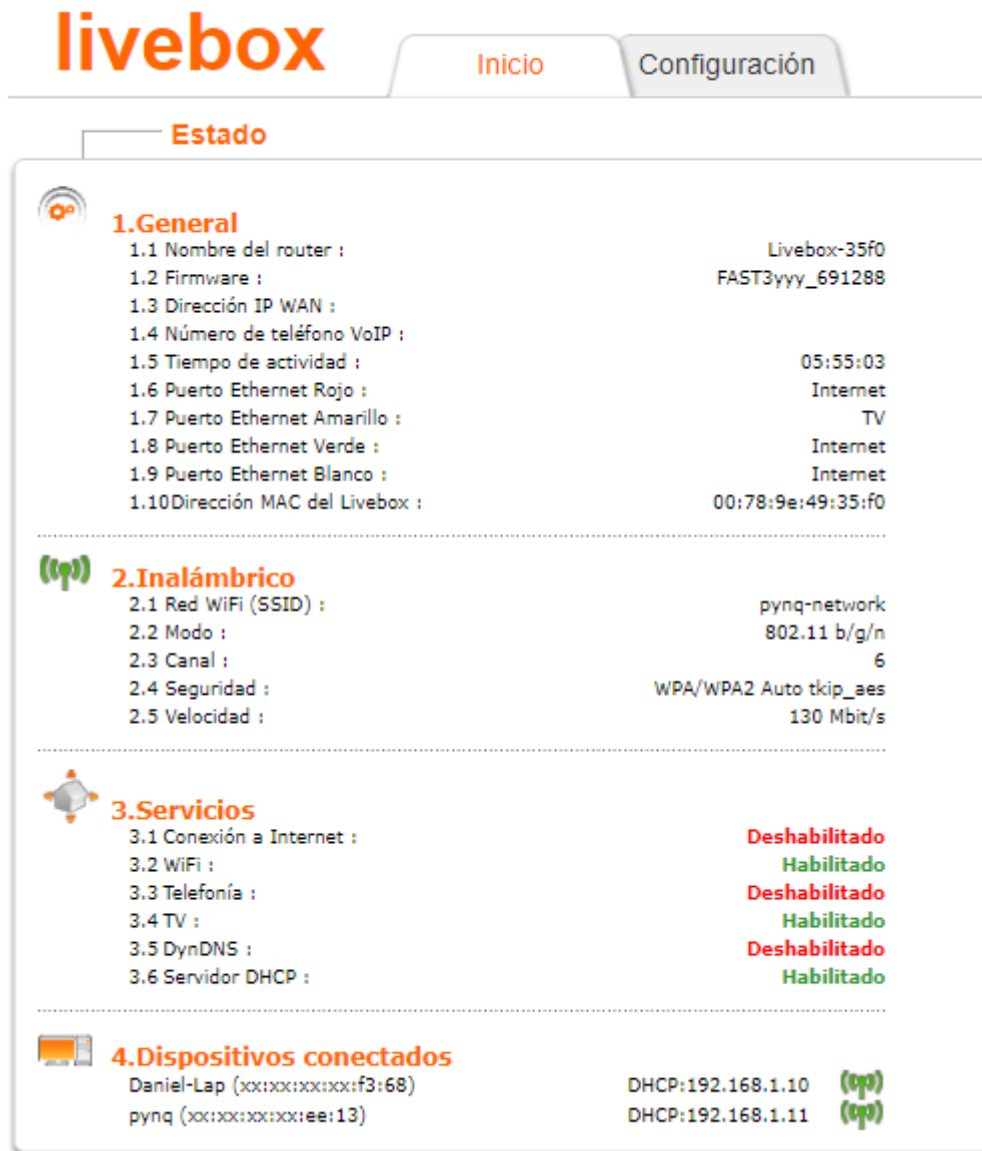 livebox
Inicio Configuración
Estado
1.General
1.1 Nombre del router : Livebox-35f0
1.2 Firmware : FAST3yyy_691288
1.3 Dirección IP WAN :
1.4 Número de teléfono VoIP :
1.5 Tiempo de actividad : 05:55:03
1.6 Puerto Ethernet Rojo : Internet
1.7 Puerto Ethernet Amarillo : TV
1.8 Puerto Ethernet Verde : Internet
1.9 Puerto Ethernet Blanco : Internet
1.10Dirección MAC del Livebox : 00:78:9e:49:35:f0
2.Inalámbrico
2.1 Red WiFi (SSID) : pynq-network
2.2 Modo : 802.11 b/g/n
2.3 Canal : 6
2.4 Seguridad : WPA/WPA2 Auto tkip_aes
2.5 Velocidad : 130 Mbit/s
3.Servicios
3.1 Conexión a Internet : Deshabilitado
3.2 WiFi : Habilitado
3.3 Telefonía : Deshabilitado
3.4 TV : Habilitado
3.5 DynDNS : Deshabilitado
3.6 Servidor DHCP : Habilitado
4.Dispositivos conectados
Daniel-Lap (xx:xx:xx:xx:f3:68) DHCP:192.168.1.10
pynq (xx:xx:xx:xx:ee:13) DHCP:192.168.1.11